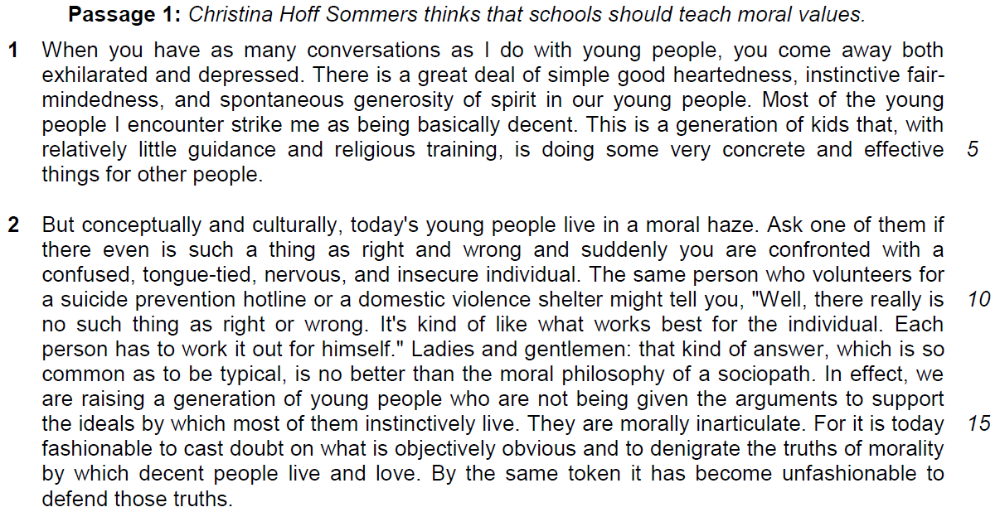 Passage 1: Christina Hoff Sommers thinks that schools should teach moral values.
1 When you have as many conversations as I do with young people, you come away both
exhilarated and depressed. There is a great deal of simple good heartedness, instinctive fair-
mindedness, and spontaneous generosity of spirit in our young people. Most of the young
people I encounter strike me as being basically decent. This is a generation of kids that, with
relatively little guidance and religious training, is doing some very concrete and effective 5
things for other people.
2 But conceptually and culturally, today's young people live in a moral haze. Ask one of them if
there even is such a thing as right and wrong and suddenly you are confronted with a
confused, tongue-tied, nervous, and insecure individual. The same person who volunteers for
a suicide prevention hotline or a domestic violence shelter might tell you, "Well, there really is 10
no such thing as right or wrong. It's kind of like what works best for the individual. Each
person has to work it out for himself." Ladies and gentlemen: that kind of answer, which is so
common as to be typical, is no better than the moral philosophy of a sociopath. In effect, we
are raising a generation of young people who are not being given the arguments to support
the ideals by which most of them instinctively live. They are morally inarticulate. For it is today 15
fashionable to cast doubt on what is objectively obvious and to denigrate the truths of morality
by which decent people live and love. By the same token it has become unfashionable to
defend those truths.